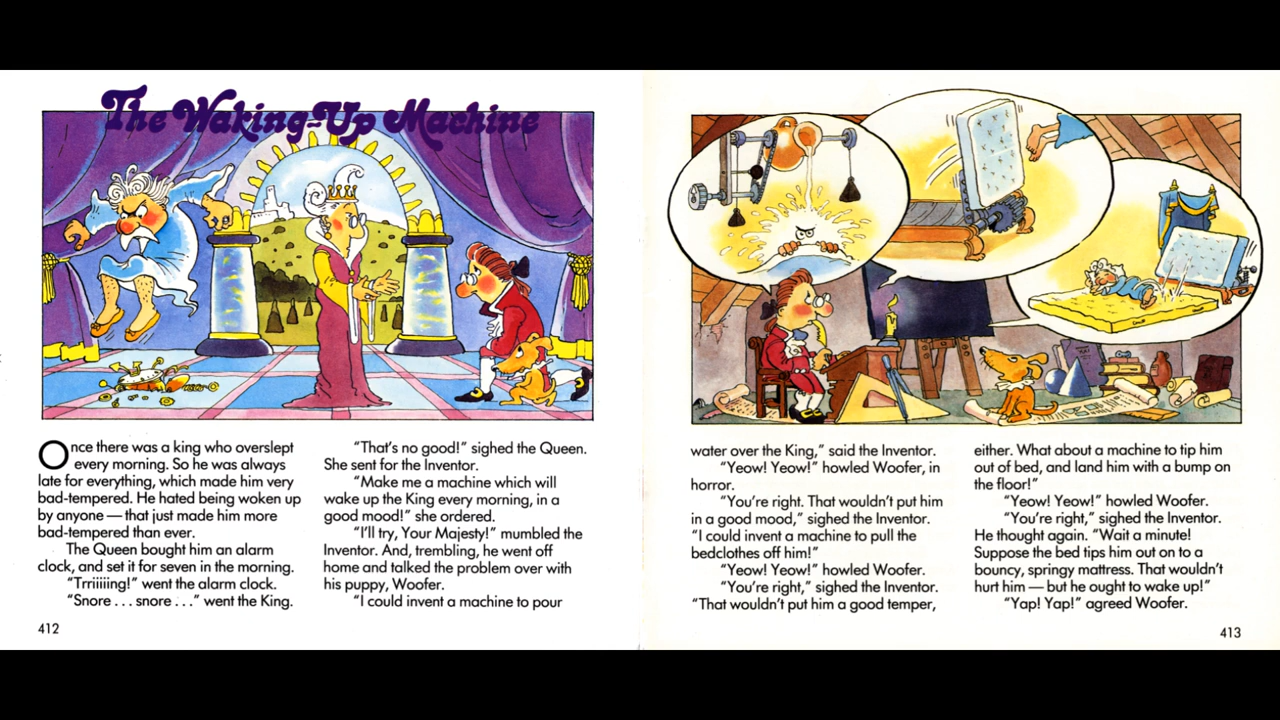 The Waking-Up Machine
Once there was a king who overslept
every morning. So he was always
late for everything, which made him very
bad-tempered. He hated being woken up
by anyone — that just made him more
bad-tempered than ever.
The Queen bought him an alarm
clock, and set it for seven in the morning.
“Trriiiiing!” went the alarm clock.
“Snore . . . snore . . .” went the King.
412
“That’s no good!” sighed the Queen.
She sent for the Inventor.
“Make me a machine which will
wake up the King every morning, in a
good mood!” she ordered.
“I’ll try, Your Majesty!” mumbled the
Inventor. And, trembling, he went off
home and talked the problem over with
his puppy, Woofer.
“I could invent a machine to pour
water over the King,” said the Inventor.
“Yeow! Yeow!” howled Woofer, in
horror.
“You’re right. That wouldn’t put him
in a good mood,” sighed the Inventor.
“I could invent a machine to pull the
bedclothes off him!”
“Yeow! Yeow!” howled Woofer.
“You’re right,” sighed the Inventor.
“That wouldn’t put him a good temper,
either. What about a machine to tip him
out of bed, and land him with a bump on
the floor!”
“Yeow! Yeow!” howled Woofer.
“You’re right,” sighed the Inventor.
He thought again. “Wait a minute!
Suppose the bed tips him out on to a
bouncy, springy mattress. That wouldn’t
hurt him — but he ought to wake up!”
“Yap! Yap!” agreed Woofer.
413